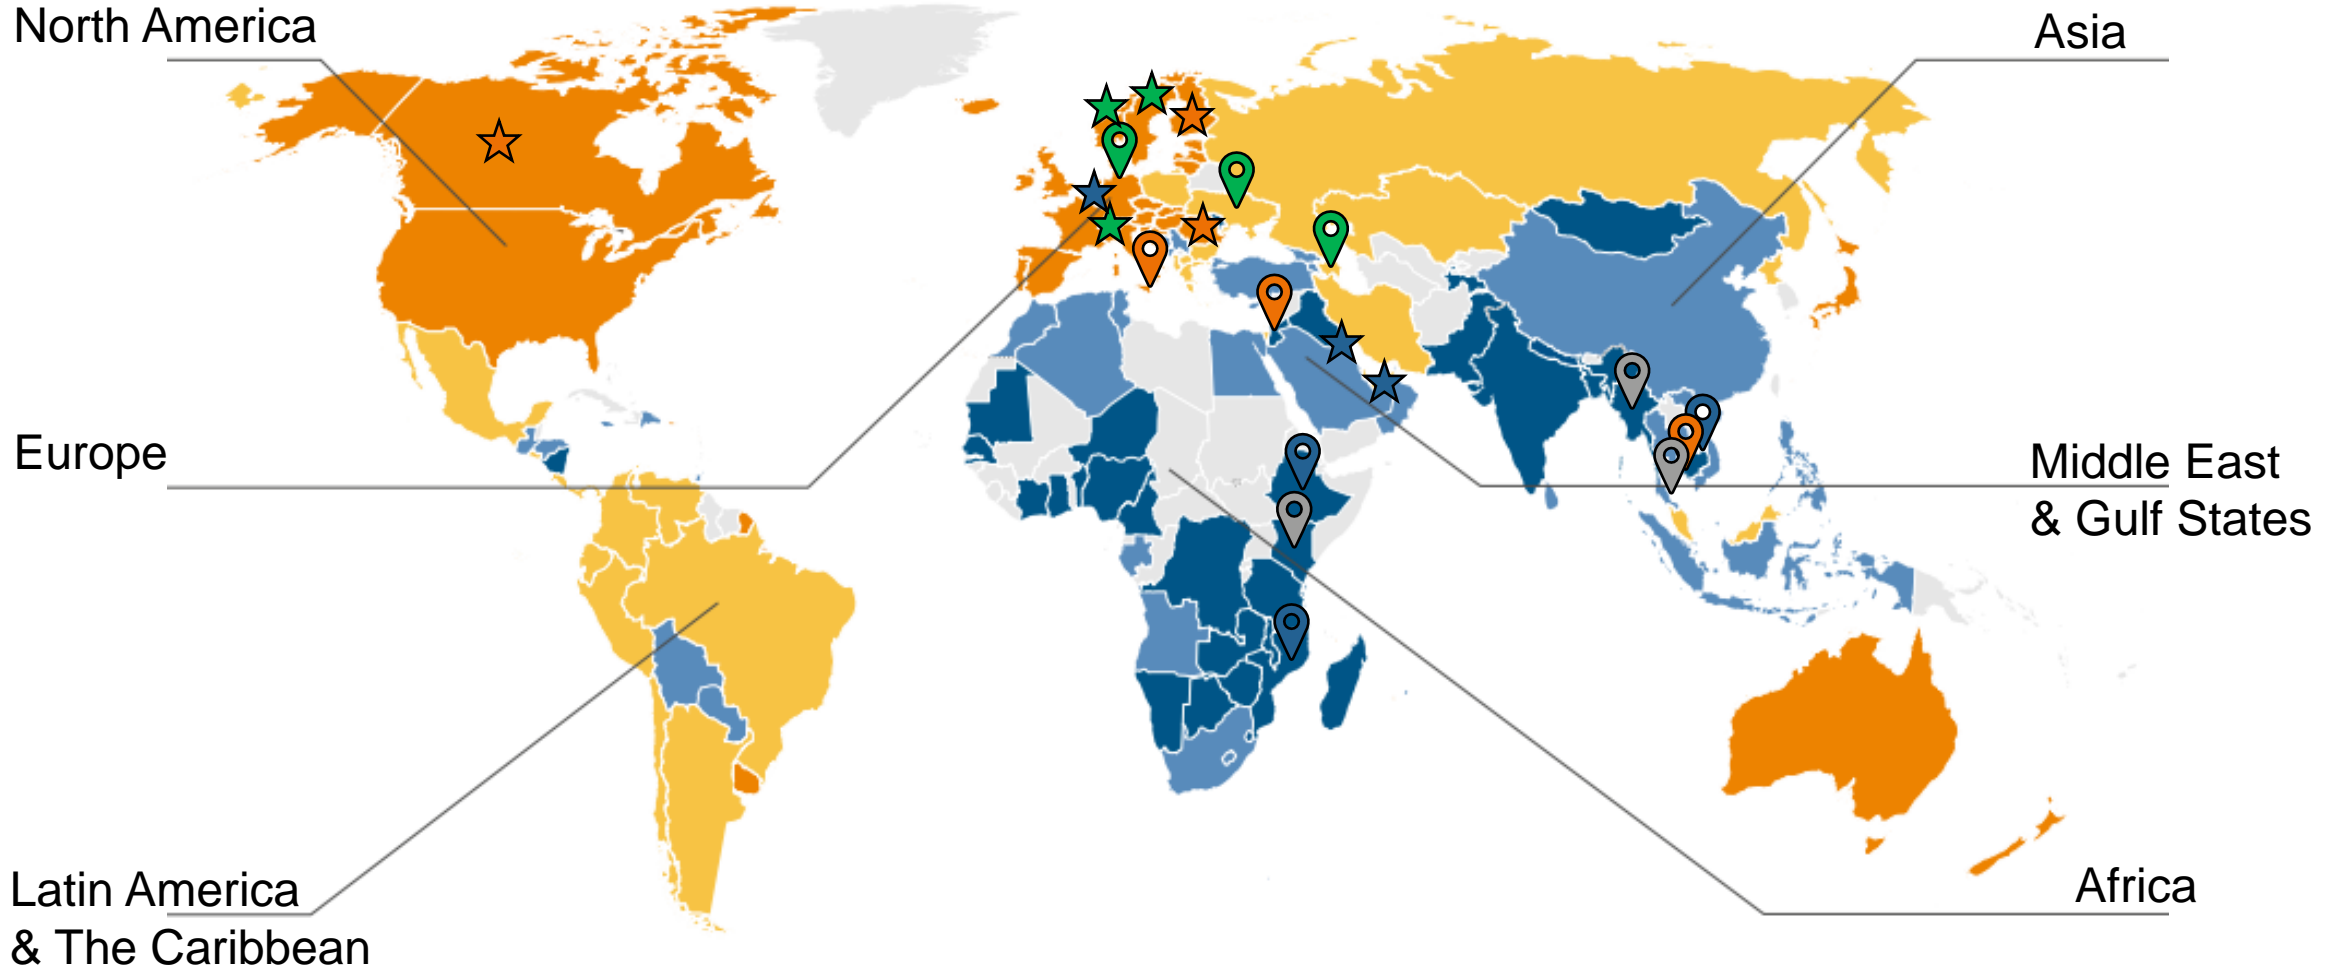 North America
Asia
Europe
Middle East
& Gulf States
Latin America
& The Caribbean
Africa